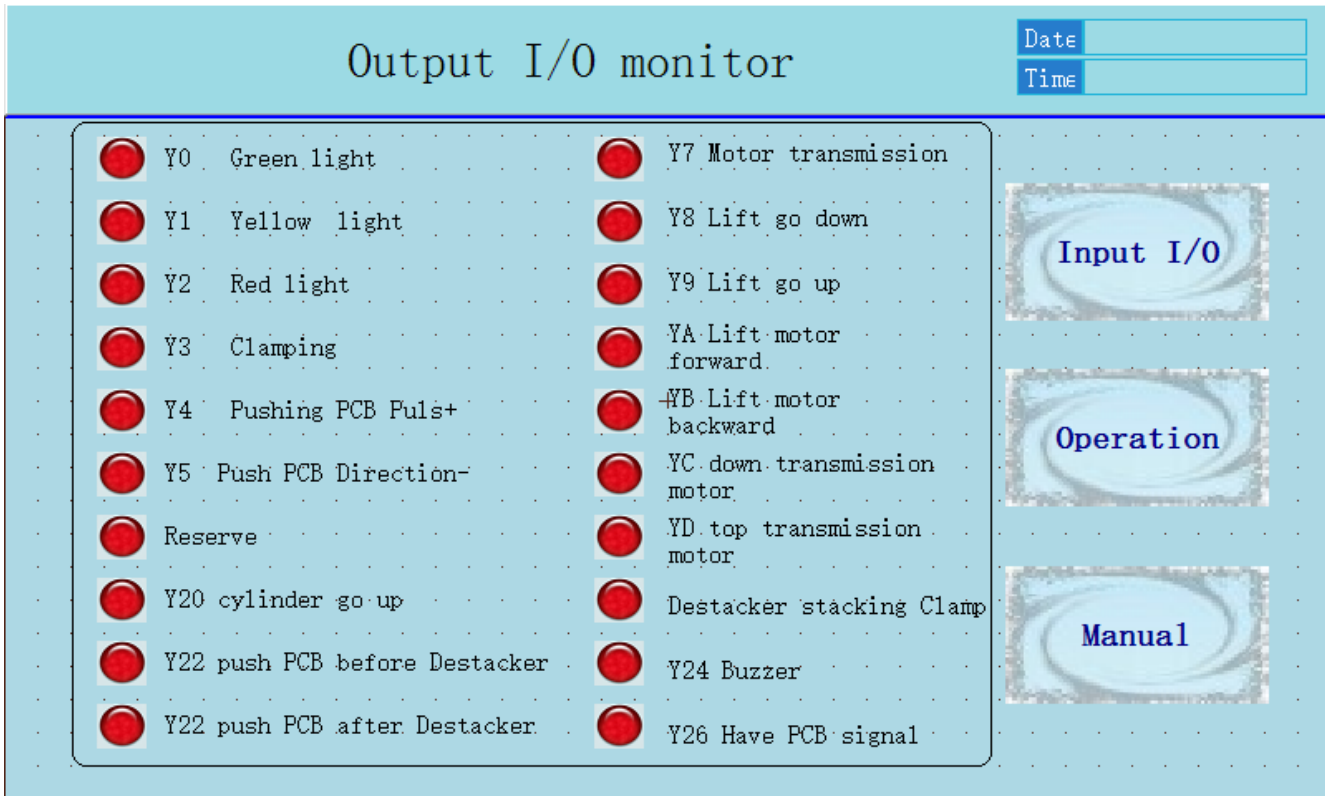 Output I/O monitor
Date
Time
Y0 Green light
Y1 Yellow light
Y2 Red light
Y3 Clamping
Y4 Pushing PCB Puls+
Y5 Push PCB Direction-
Reserve
Y20 cylinder go up
Y22 push PCB before Destacker
Y22 push PCB after Destacker
Y7 Motor transmission
Y8 Lift go down
Y9 Lift go up
YA Lift motor
forward
YB Lift motor
backward
YC down transmission
motor
YD top transmission
motor
Destacker stacking Clamp
Y24 Buzzer
Y26 Have PCB signal
Input I/O
Operation
Manual